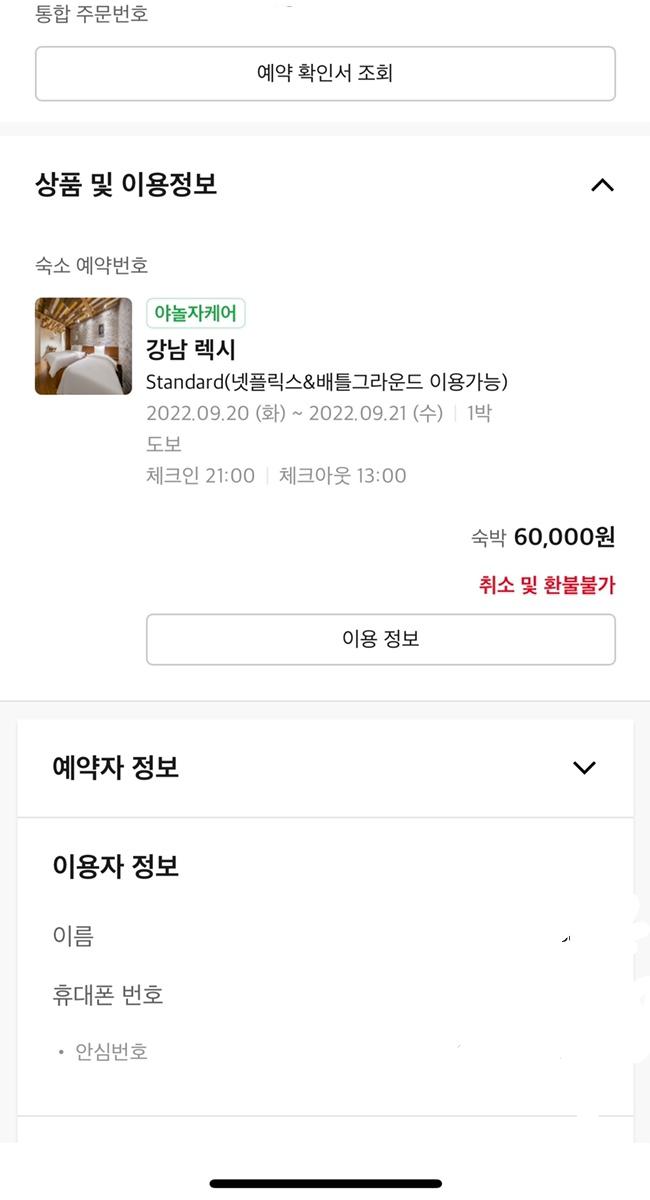 통합 주문번호
예약 확인서 조회
상품 및 이용정보
숙소 예약번호
야놀자케어
강남 렉시
Standard(넷플릭스&배틀그라운드 이용가능)
2022.09.20 (화) ~ 2022.09.21 (수) | 1박
도보
체크인 21:00 | 체크아웃 13:00
숙박 60,000원
취소 및 환불불가
이용 정보
예약자 정보
이용자 정보
이름
휴대폰 번호
• 안심번호